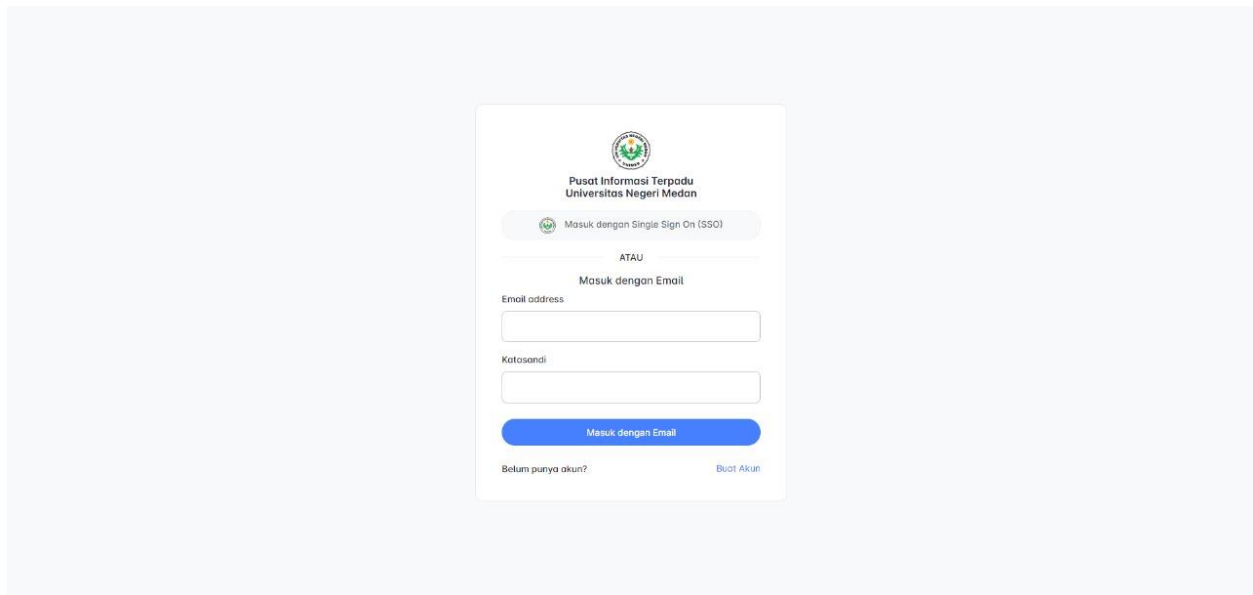 Pusat Informasi Terpadu
Universitas Negeri Medan
Masuk dengan Single Sign On (SSO)
ATAU
Masuk dengan Email
Email address
Katasandi
Masuk dengan Email
Belum punya akun? Buat Akun